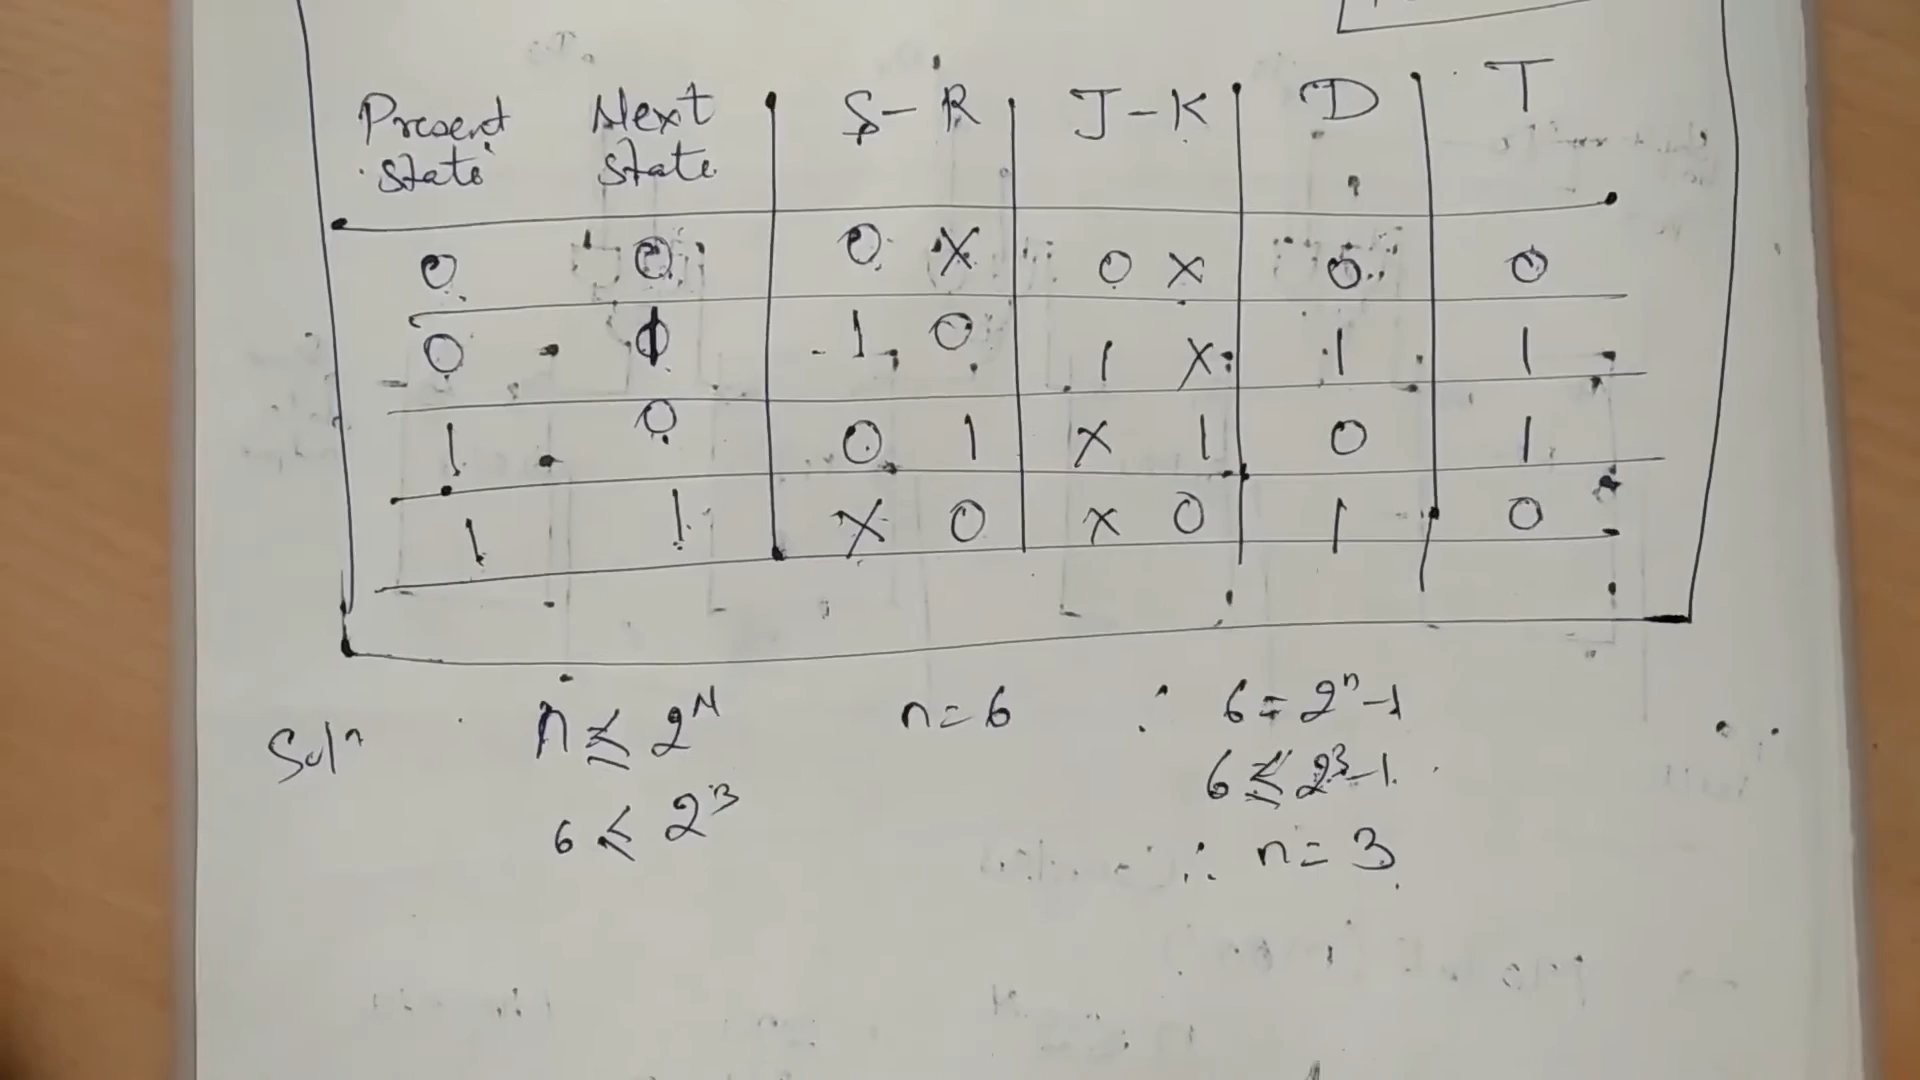 Present Next S-R J-K D T
state state
0 0 0 X 0 X 0 0
0 1 1 0 1 X 1 1
1 0 0 1 X 1 0 1
1 1 X 0 X 0 1 0
Soln n ≤ 2^N n=6 ∴ 6=2^n-1
6 ≤ 2^3 6 ≤ 2^3-1
∴ n=3